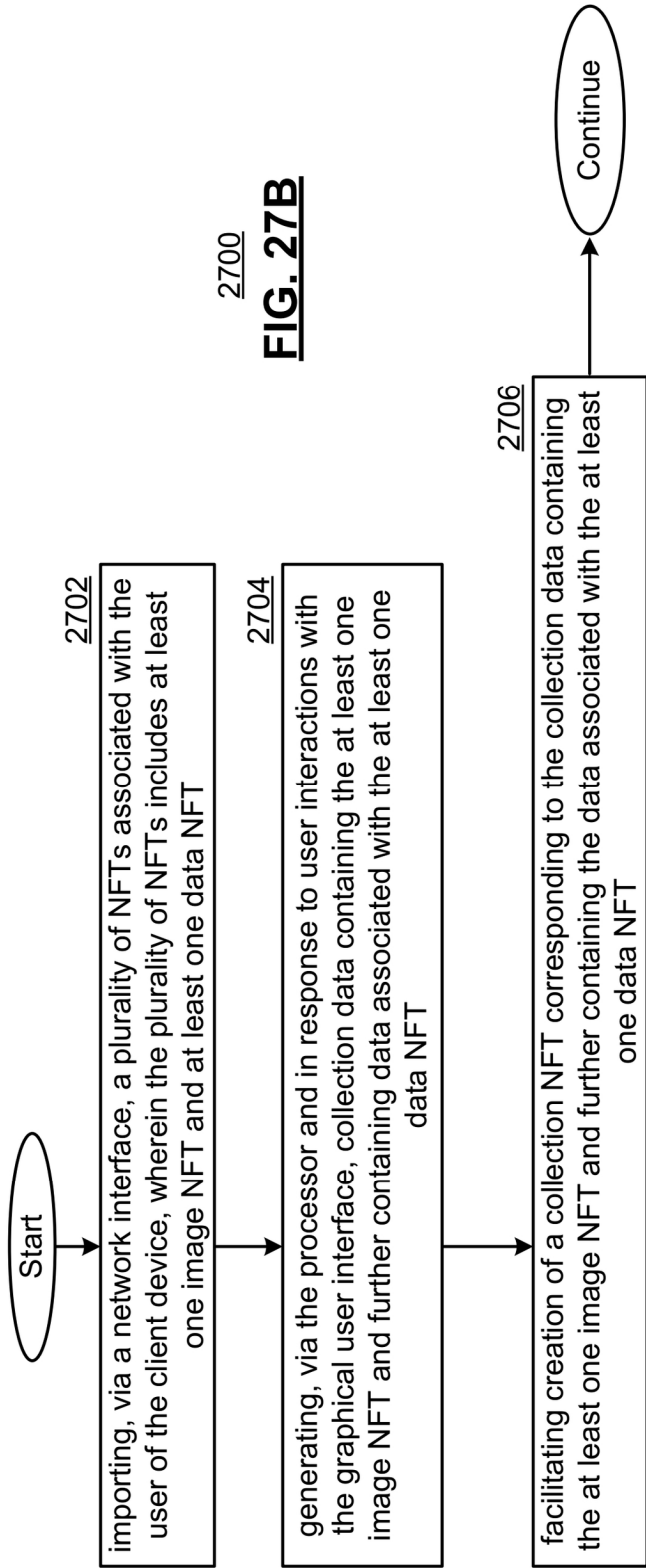 Start
2702
importing, via a network interface, a plurality of NFTs associated with the
user of the client device, wherein the plurality of NFTs includes at least
one image NFT and at least one data NFT
2704
generating, via the processor and in response to user interactions with
the graphical user interface, collection data containing the at least one
image NFT and further containing data associated with the at least one
data NFT
2706
facilitating creation of a collection NFT corresponding to the collection data containing
the at least one image NFT and further containing the data associated with the at least
one data NFT
Continue
2700
FIG. 27B